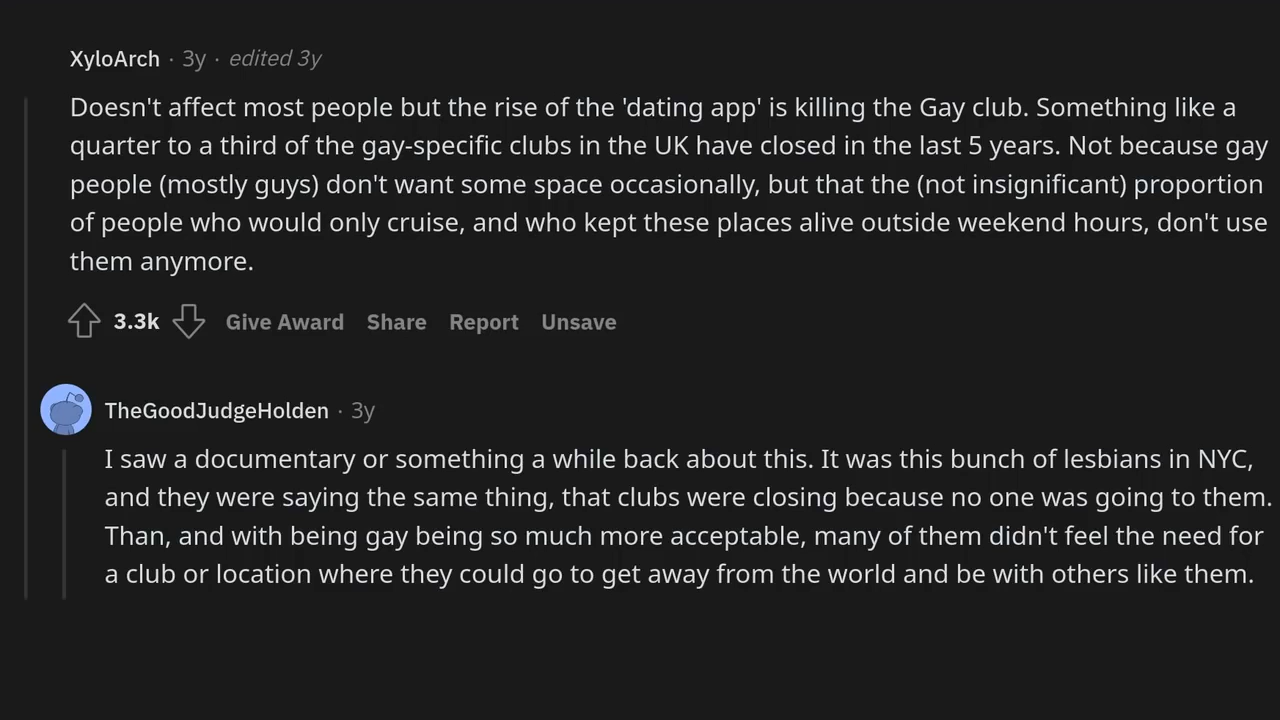 XyloArch · 3y · edited 3y
Doesn't affect most people but the rise of the 'dating app' is killing the Gay club. Something like a
quarter to a third of the gay-specific clubs in the UK have closed in the last 5 years. Not because gay
people (mostly guys) don't want some space occasionally, but that the (not insignificant) proportion
of people who would only cruise, and who kept these places alive outside weekend hours, don't use
them anymore.
3.3k Give Award Share Report Unsave
TheGoodJudgeHolden · 3y
I saw a documentary or something a while back about this. It was this bunch of lesbians in NYC,
and they were saying the same thing, that clubs were closing because no one was going to them.
Than, and with being gay being so much more acceptable, many of them didn't feel the need for
a club or location where they could go to get away from the world and be with others like them.